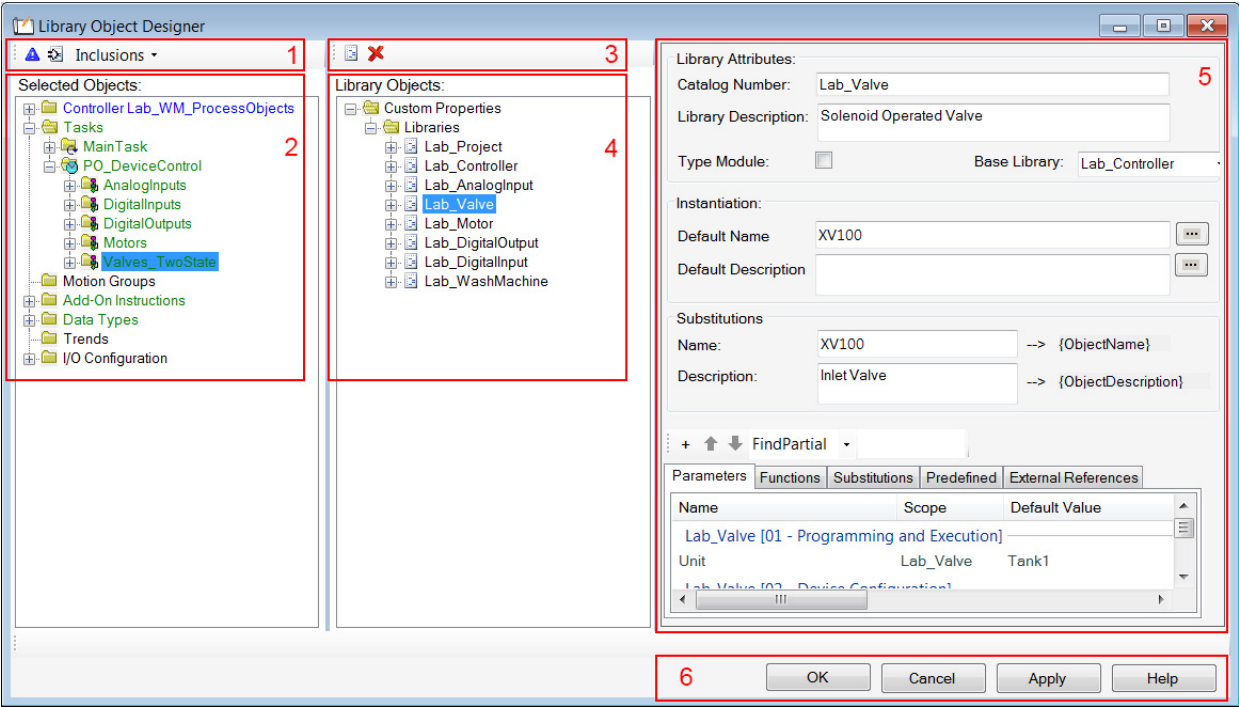 Library Object Designer
Inclusions
1
Selected Objects:
Controller Lab_WM_ProcessObjects
Tasks
MainTask
2
PO_DeviceControl
AnalogInputs
DigitalInputs
DigitalOutputs
Motors
Valves_TwoState
Motion Groups
Add-On Instructions
Data Types
Trends
I/O Configuration
3
Library Objects:
Custom Properties
Libraries
Lab_Project
4
Lab_Controller
Lab_AnalogInput
Lab_Valve
Lab_Motor
Lab_DigitalOutput
Lab_DigitalInput
Lab_WashMachine
Library Attributes:
5
Catalog Number: Lab_Valve
Library Description: Solenoid Operated Valve
Type Module: Base Library: Lab_Controller
Instantiation:
Default Name XV100 ...
Default Description ...
Substitutions
Name: XV100 --> {ObjectName}
Description: Inlet Valve --> {ObjectDescription}
+ FindPartial
Parameters Functions Substitutions Predefined External References
Name Scope Default Value
Lab_Valve [01 - Programming and Execution]
Unit Lab_Valve Tank1
Lab_Valve [02 - Device Configuration]
6 OK Cancel Apply Help